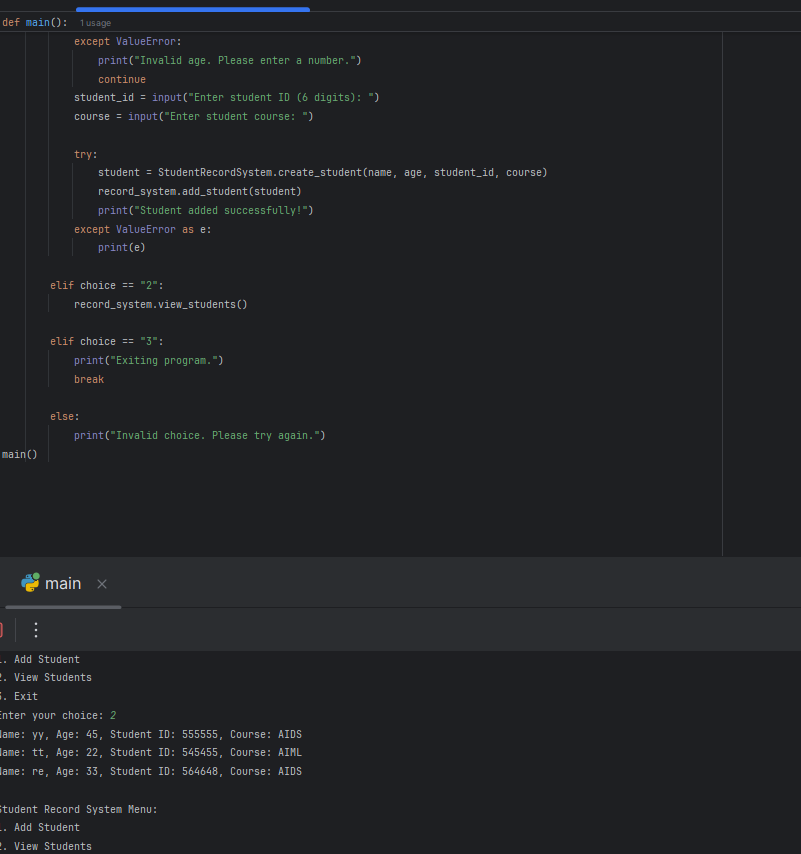 def main():  1 usage
except ValueError:
print("Invalid age. Please enter a number.")
continue
student_id = input("Enter student ID (6 digits): ")
course = input("Enter student course: ")
try:
student = StudentRecordSystem.create_student(name, age, student_id, course)
record_system.add_student(student)
print("Student added successfully!")
except ValueError as e:
print(e)
elif choice == "2":
record_system.view_students()
elif choice == "3":
print("Exiting program.")
break
else:
print("Invalid choice. Please try again.")
main()
main
. Add Student
2. View Students
3. Exit
Enter your choice: 2
Name: yy, Age: 45, Student ID: 555555, Course: AIDS
Name: tt, Age: 22, Student ID: 545455, Course: AIML
Name: re, Age: 33, Student ID: 564648, Course: AIDS
Student Record System Menu:
. Add Student
2. View Students